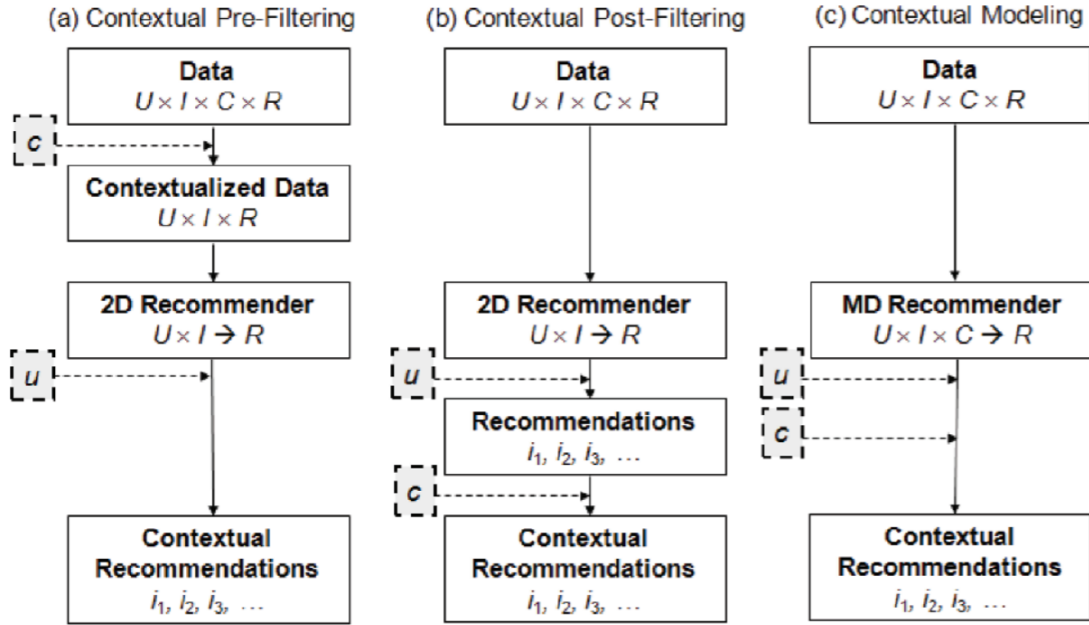 (a) Contextual Pre-Filtering
Data
U × I × C × R
c
Contextualized Data
U × I × R
2D Recommender
U × I → R
u
Contextual
Recommendations
i₁, i₂, i₃, ...
(b) Contextual Post-Filtering
Data
U × I × C × R
2D Recommender
U × I → R
u
Recommendations
i₁, i₂, i₃, ...
c
Contextual
Recommendations
i₁, i₂, i₃, ...
(c) Contextual Modeling
Data
U × I × C × R
MD Recommender
U × I × C → R
u
c
Contextual
Recommendations
i₁, i₂, i₃, ...